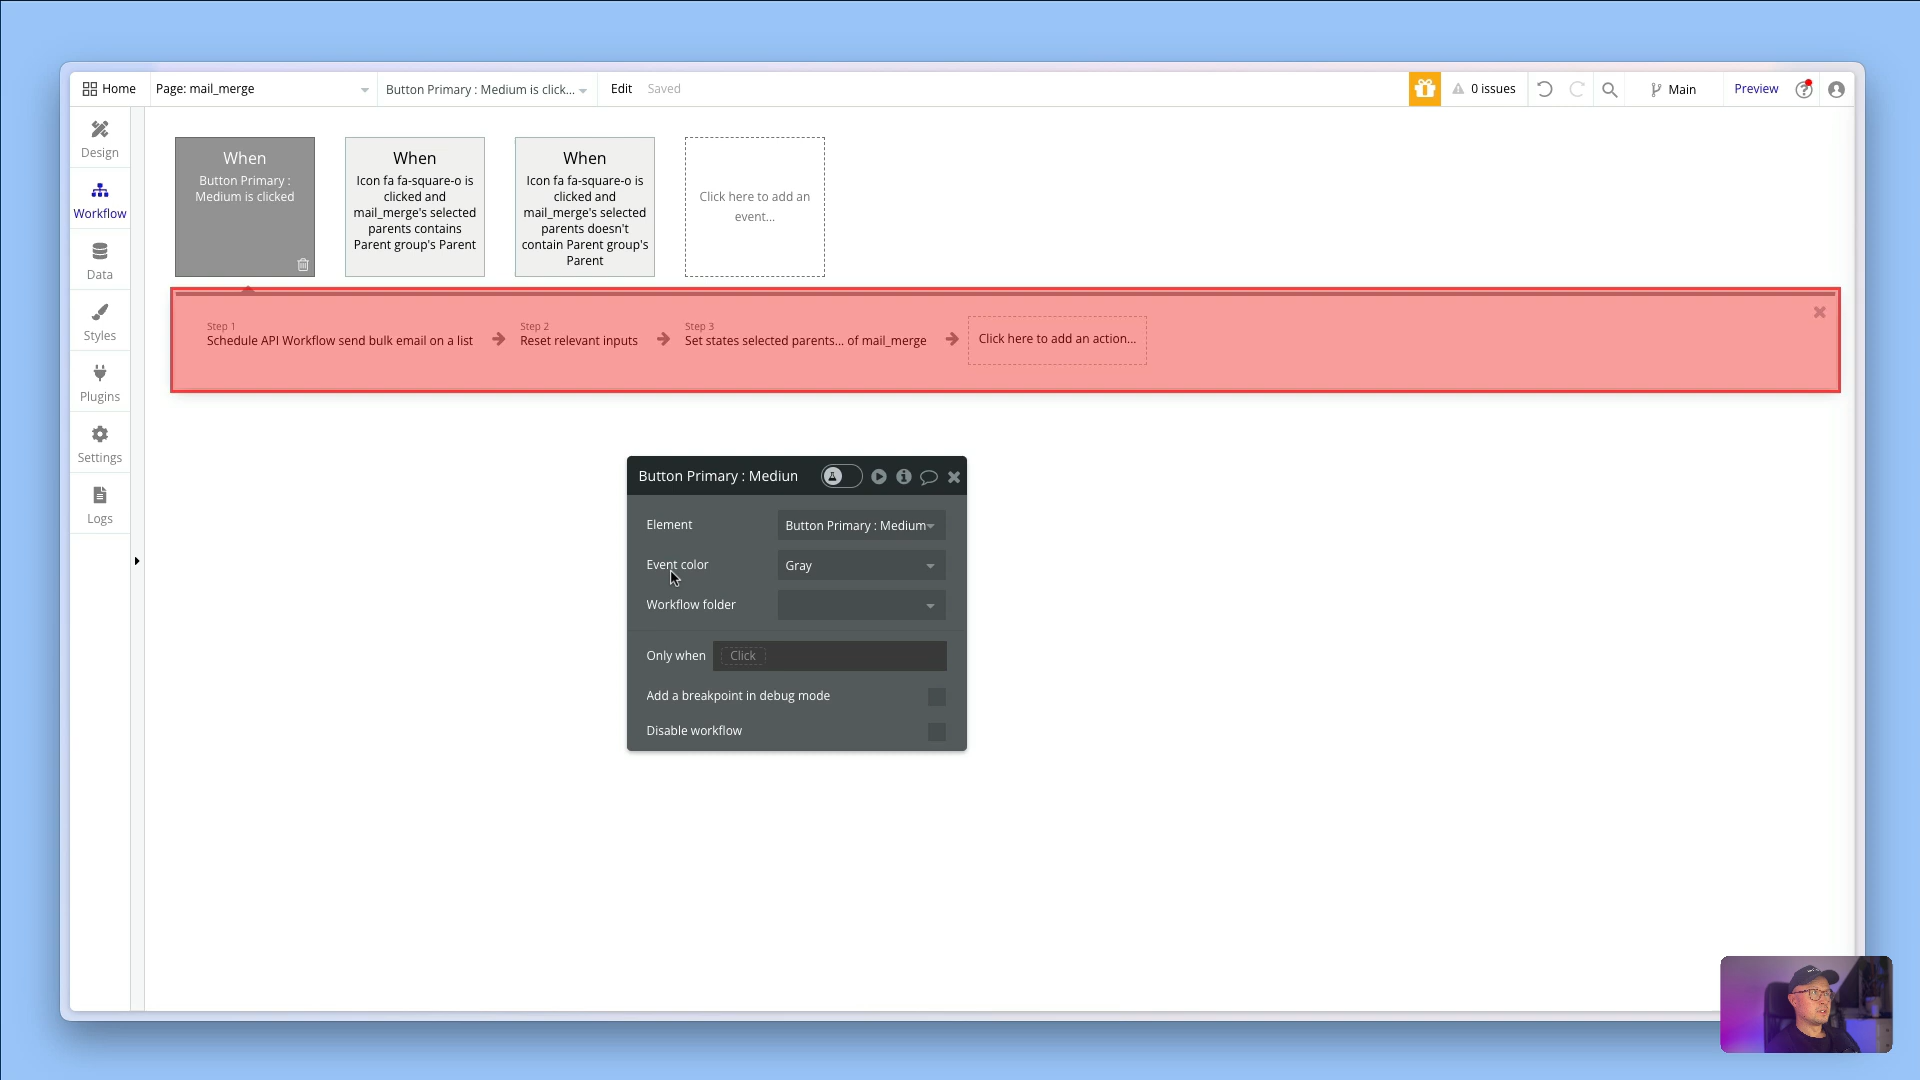 Home
Page: mail_merge
Button Primary : Medium is click...
Edit
Saved
0 issues
Main
Preview
Design
Workflow
Data
Styles
Plugins
Settings
Logs
When
Button Primary :
Medium is clicked
When
Icon fa fa-square-o is
clicked and
mail_merge's selected
parents contains
Parent group's Parent
When
Icon fa fa-square-o is
clicked and
mail_merge's selected
parents doesn't
contain Parent group's
Parent
Click here to add an
event...
Step 1
Schedule API Workflow send bulk email on a list
Step 2
Reset relevant inputs
Step 3
Set states selected parents... of mail_merge
Click here to add an action...
Button Primary : Mediun
Element
Button Primary : Medium
Event color
Gray
Workflow folder
Only when
Click
Add a breakpoint in debug mode
Disable workflow